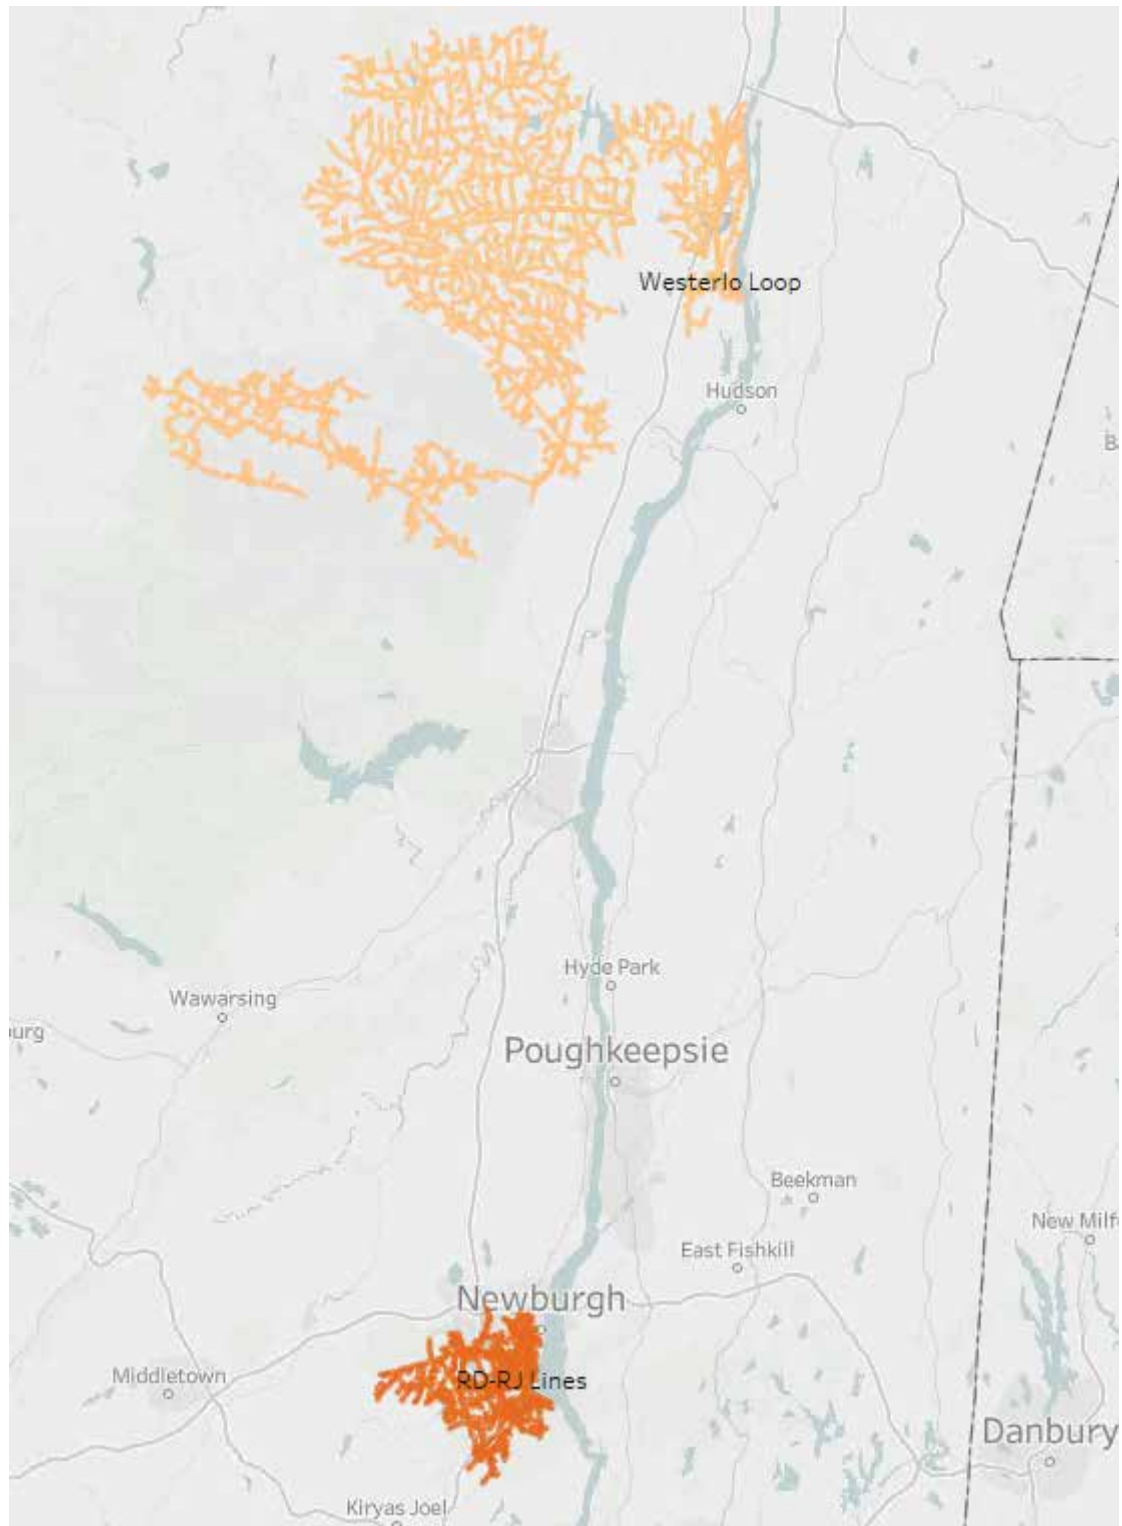 Westerlo Loop
Hudson
B
Hyde Park
Wawarsing
urg
Poughkeepsie
Beekman
New Milf
East Fishkill
Newburgh
Middletown
RD-RJ Lines
Danbury
Kiryas Joel